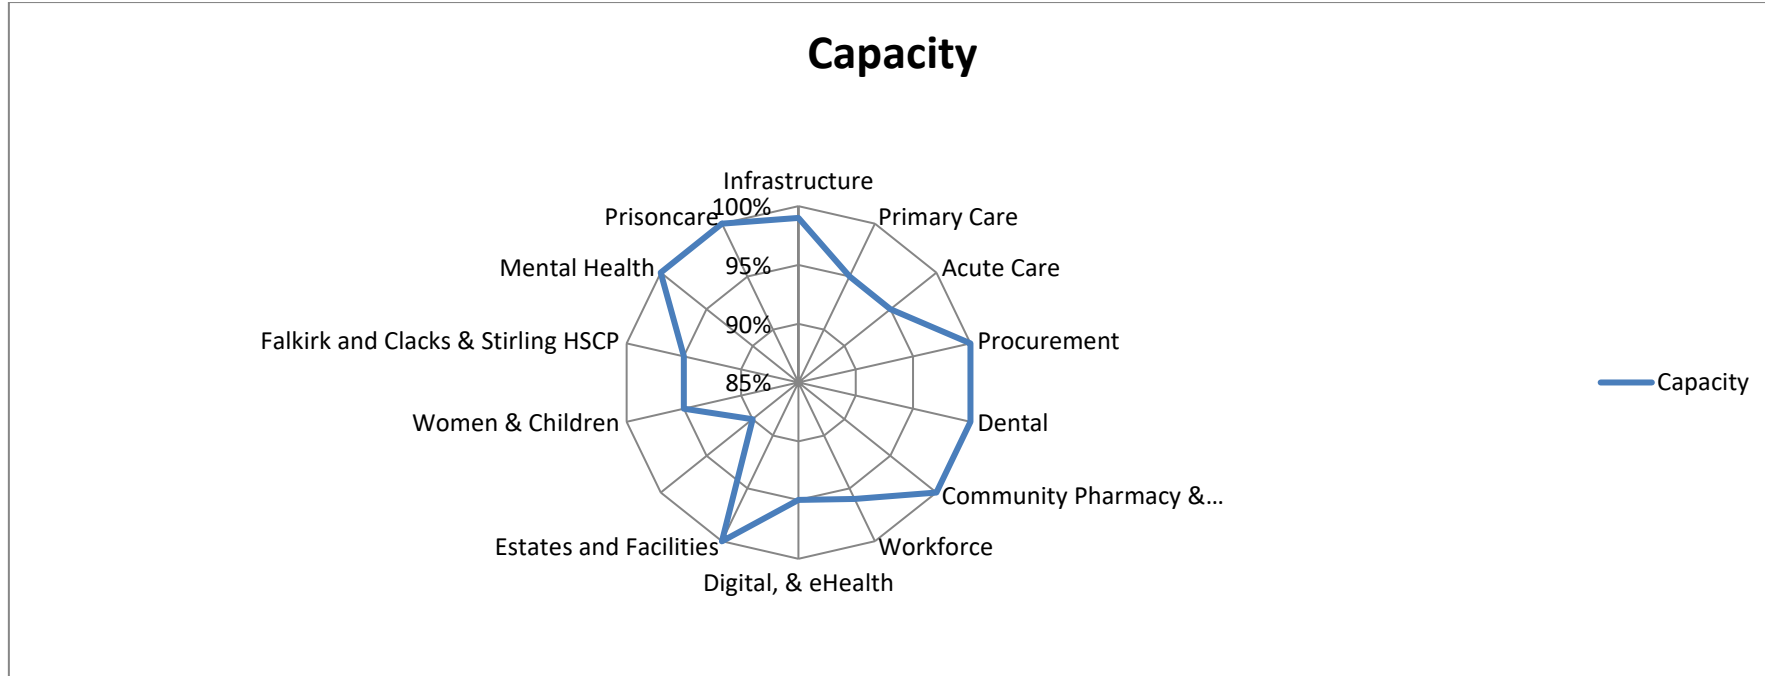 Capacity
Infrastructure
100%
Prisoncare
Primary Care
95%
Mental Health
Acute Care
90%
Falkirk and Clacks & Stirling HSCP
Procurement
85%
Capacity
Women & Children
Dental
Community Pharmacy &...
Estates and Facilities
Workforce
Digital, & eHealth